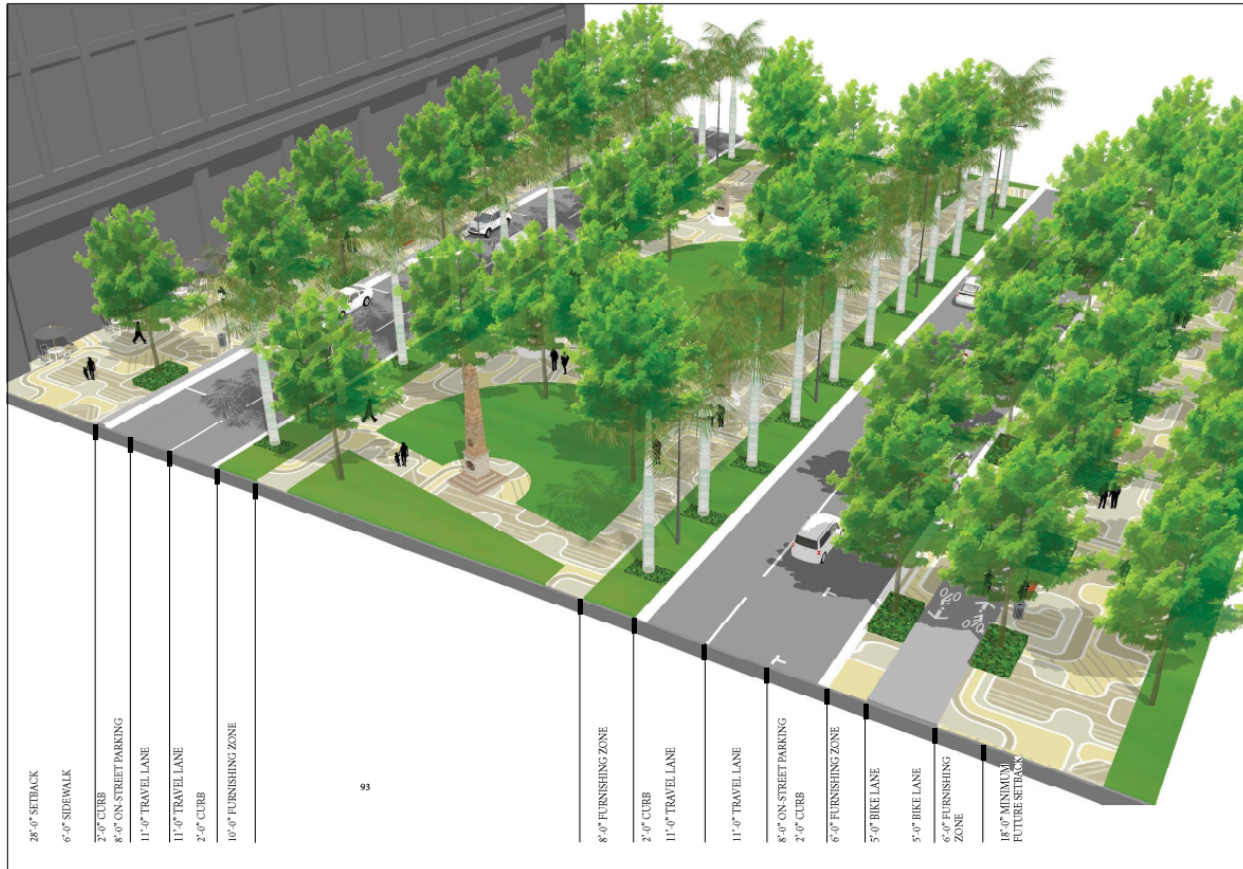 28'-0" SETBACK
6'-0" SIDEWALK
2'-0" CURB
8'-0" ON-STREET PARKING
11'-0" TRAVEL LANE
11'-0" TRAVEL LANE
2'-0" CURB
10'-0" FURNISHING ZONE
93
8'-0" FURNISHING ZONE
2'-0" CURB
11'-0" TRAVEL LANE
11'-0" TRAVEL LANE
8'-0" ON-STREET PARKING
2'-0" CURB
6'-0" FURNISHING ZONE
5'-0" BIKE LANE
5'-0" BIKE LANE
6'-0" FURNISHING
ZONE
18'-0" MINIMUM
FUTURE SETBACK